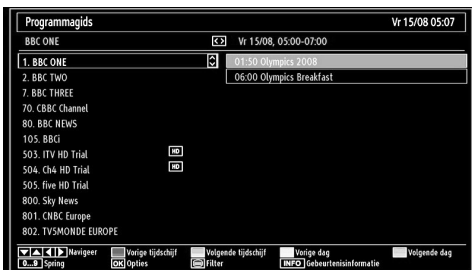 Programmagids Vr 15/08 05:07
BBC ONE Vr 15/08, 05:00-07:00
1. BBC ONE 01:50 Olympics 2008
2. BBC TWO 06:00 Olympics Breakfast
7. BBC THREE
70. CBBC Channel
80. BBC NEWS
105. BBCi
503. ITV HD Trial HD
504. Ch4 HD Trial HD
505. five HD Trial
800. Sky News
801. CNBC Europe
802. TV5MONDE EUROPE
Navigeer Vorige tijdschijf Volgende tijdschijf Vorige dag Volgende dag
0...9 Spring OK Opties Filter INFO Gebeurtenisinformatie